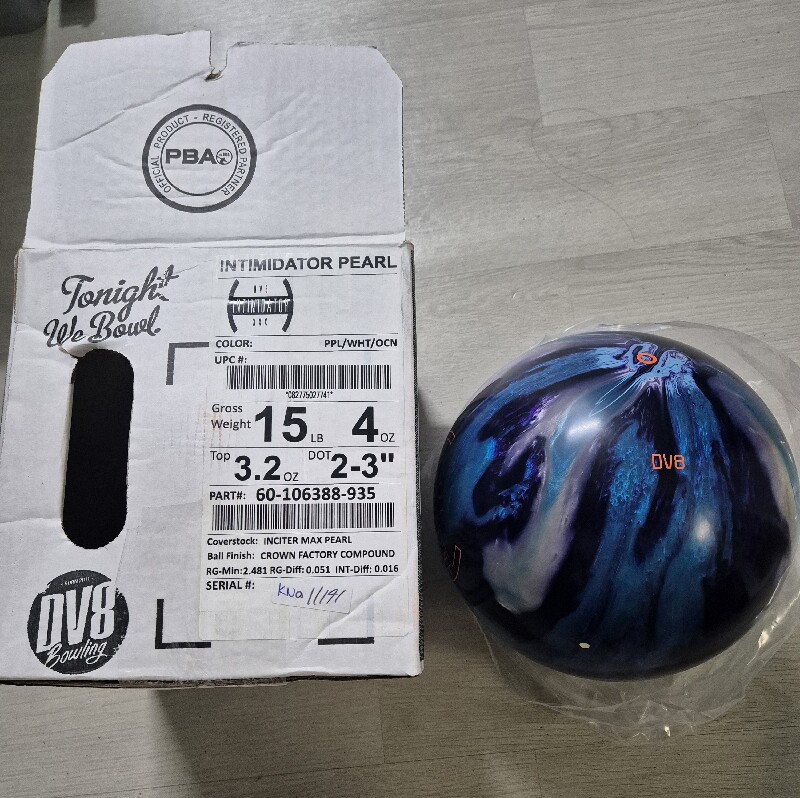 OFFICIAL PRODUCT - REGISTERED PARTNER
PBA
Tonight
We Bowl
INTIMIDATOR PEARL
DV8
INTIMIDATOR
COLOR: PPL/WHT/OCN
UPC #:
*082775027741*
Gross
Weight 15 LB 4 OZ
Top 3.2 OZ DOT 2-3"
PART#: 60-106388-935
Coverstock: INCITER MAX PEARL
Ball Finish: CROWN FACTORY COMPOUND
RG-Min:2.481 RG-Diff: 0.051 INT-Diff: 0.016
SERIAL #:
DV8
Bowling
DV8